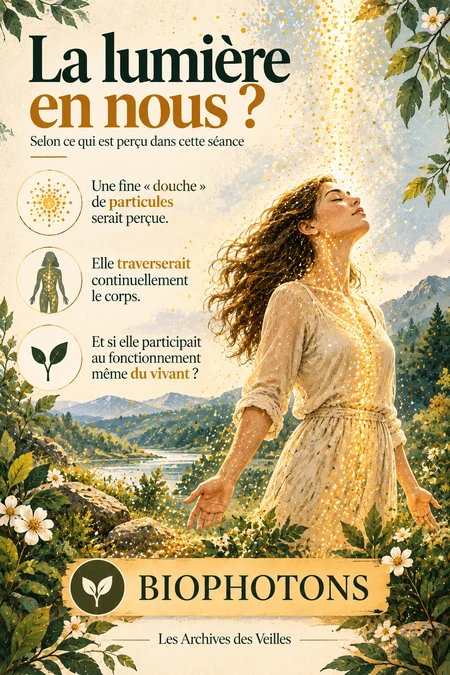 La lumière
en nous ?
Selon ce qui est perçu dans cette séance
Une fine « douche »
de particules
serait perçue.
Elle traverserait
continuellement
le corps.
Et si elle participait
au fonctionnement
même du vivant ?
BIOPHOTONS
Les Archives des Veilles